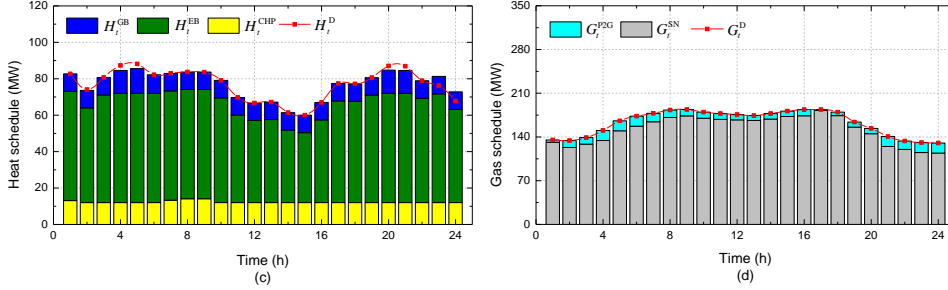 120
100
80
60
40
20
0
Heat schedule (MW)
H_t^GB H_t^EB H_t^CHP H_t^D
0 4 8 12 16 20 24
Time (h)
(c)
350
280
210
140
70
0
Gas schedule (MW)
G_t^P2G G_t^SN G_t^D
0 4 8 12 16 20 24
Time (h)
(d)